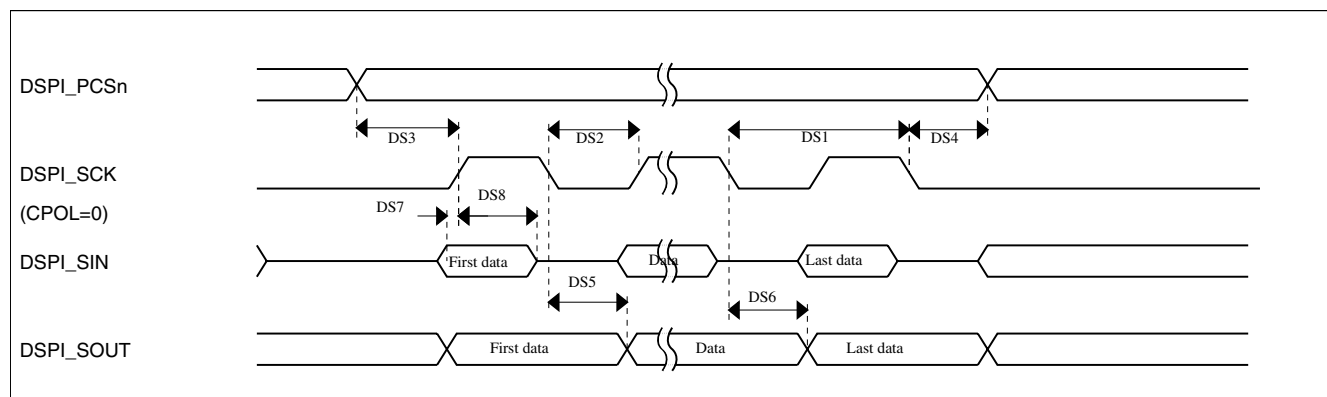 DSPI_PCSn
DS3
DS2
DS1
DS4
DSPI_SCK
(CPOL=0)
DS7
DS8
DSPI_SIN
First data
Data
Last data
DS5
DS6
DSPI_SOUT
First data
Data
Last data